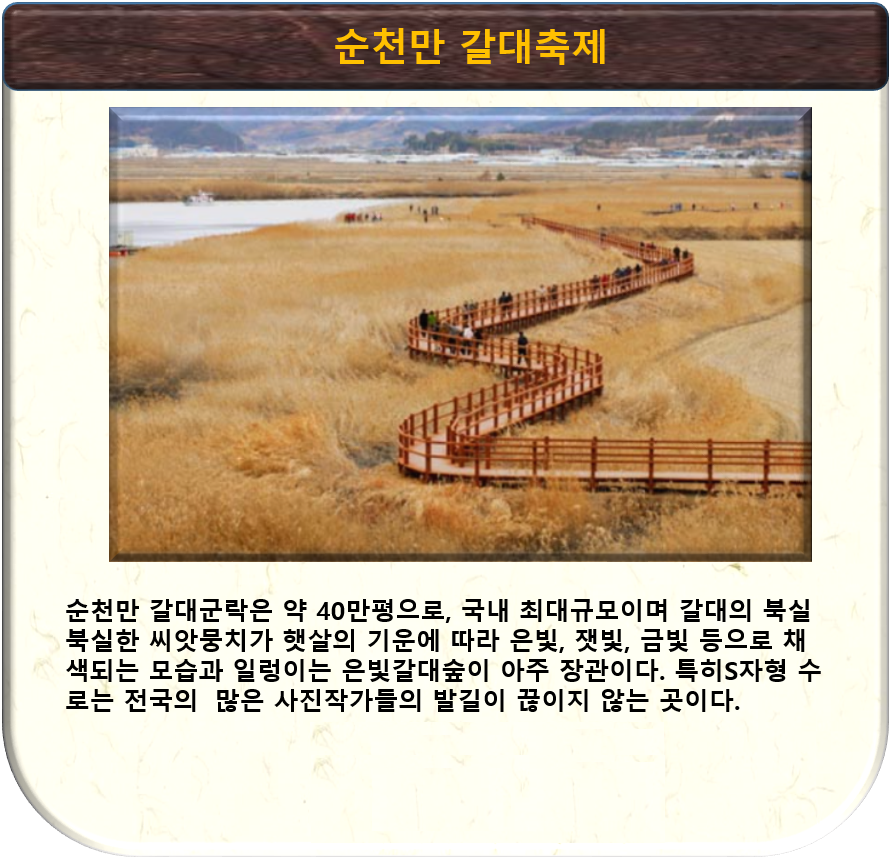 순천만 갈대축제
순천만 갈대군락은 약 40만평으로, 국내 최대규모이며 갈대의 북실
북실한 씨앗뭉치가 햇살의 기운에 따라 은빛, 잿빛, 금빛 등으로 채
색되는 모습과 일렁이는 은빛갈대숲이 아주 장관이다. 특히S자형 수
로는 전국의  많은 사진작가들의 발길이 끊이지 않는 곳이다.